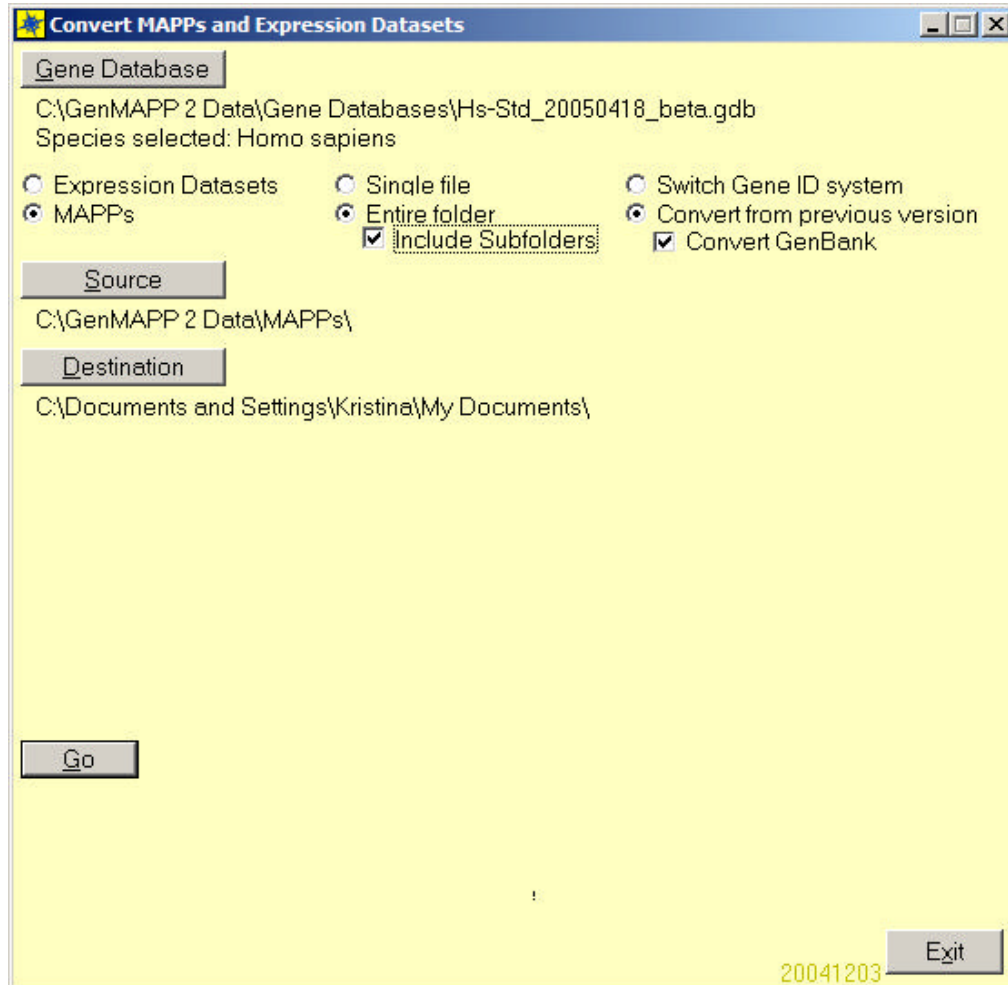 Convert MAPPs and Expression Datasets
Gene Database
C:\GenMAPP 2 Data\Gene Databases\Hs-Std_20050418_beta.gdb
Species selected: Homo sapiens
Expression Datasets Single file Switch Gene ID system
MAPPs Entire folder Convert from previous version
Include Subfolders Convert GenBank
Source
C:\GenMAPP 2 Data\MAPPs\
Destination
C:\Documents and Settings\Kristina\My Documents\
Go
Exit
20041203